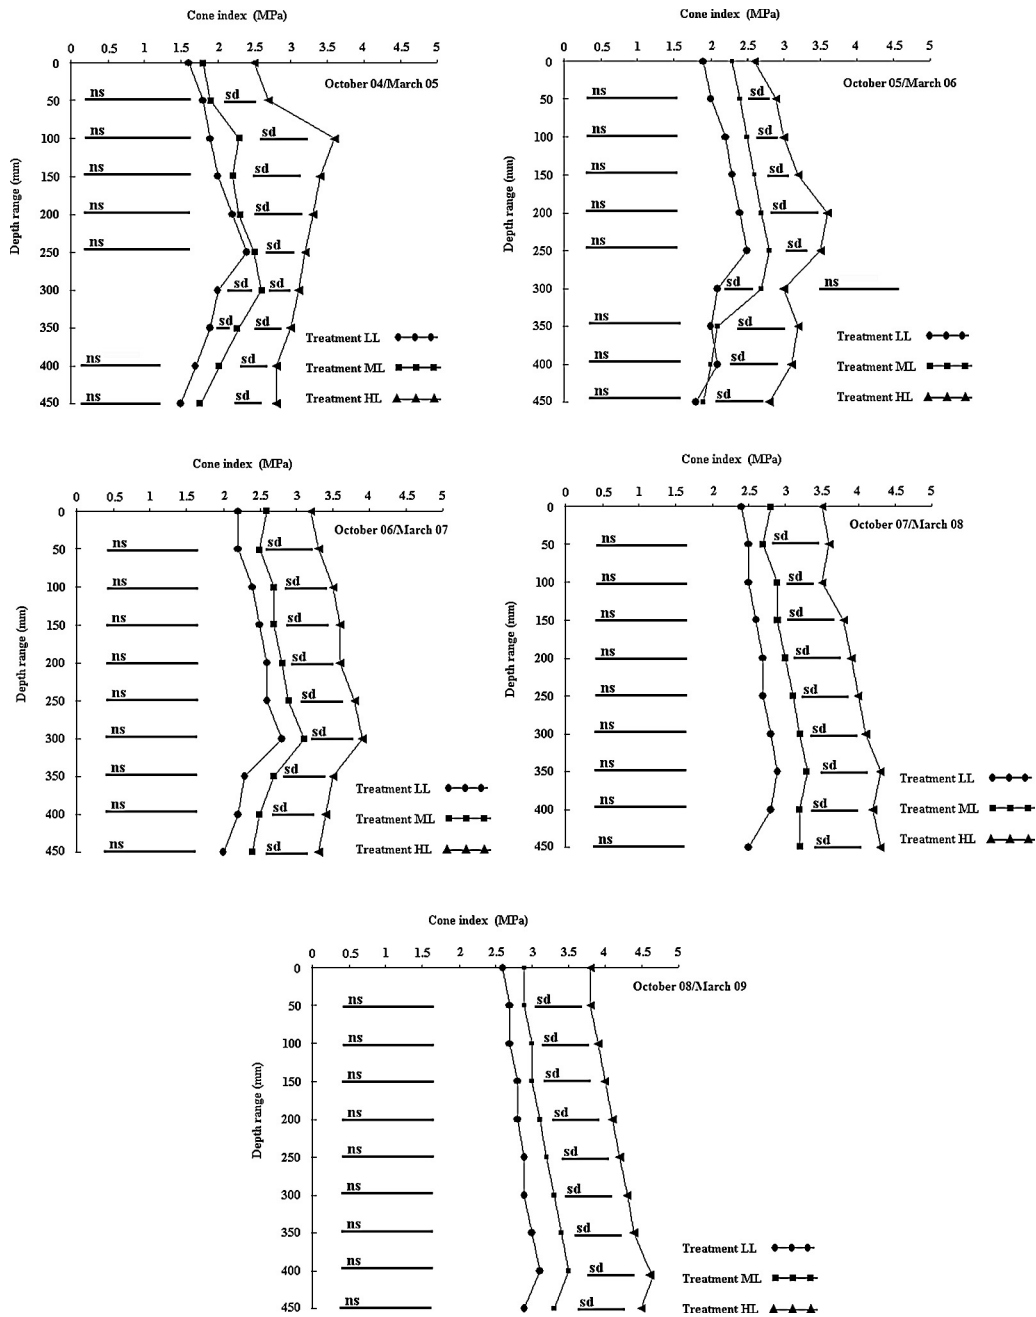 Cone index (MPa)
0 0.5 1 1.5 2 2.5 3 3.5 4 4.5 5
October 04/March 05
Depth range (mm)
0
50 ns sd
100 ns sd
150 ns sd
200 ns sd
250 ns sd
300 sd sd
350 sd sd
400 ns sd
450 ns sd
Treatment LL
Treatment ML
Treatment HL
Cone index (MPa)
0 0.5 1 1.5 2 2.5 3 3.5 4 4.5 5
October 05/March 06
Depth range (mm)
0
50 ns sd
100 ns sd
150 ns sd
200 ns sd
250 ns sd
300 sd ns
350 ns sd
400 ns sd
450 ns sd
Treatment LL
Treatment ML
Treatment HL
Cone index (MPa)
0 0.5 1 1.5 2 2.5 3 3.5 4 4.5 5
October 06/March 07
Depth range (mm)
0
50 ns sd
100 ns sd
150 ns sd
200 ns sd
250 ns sd
300 ns sd
350 ns sd
400 ns sd
450 ns sd
Treatment LL
Treatment ML
Treatment HL
Cone index (MPa)
0 0.5 1 1.5 2 2.5 3 3.5 4 4.5 5
October 07/March 08
Depth range (mm)
0
50 ns sd
100 ns sd
150 ns sd
200 ns sd
250 ns sd
300 ns sd
350 ns sd
400 ns sd
450 ns sd
Treatment LL
Treatment ML
Treatment HL
Cone index (MPa)
0 0.5 1 1.5 2 2.5 3 3.5 4 4.5 5
October 08/March 09
Depth range (mm)
0
50 ns sd
100 ns sd
150 ns sd
200 ns sd
250 ns sd
300 ns sd
350 ns sd
400 ns sd
450 ns sd
Treatment LL
Treatment ML
Treatment HL